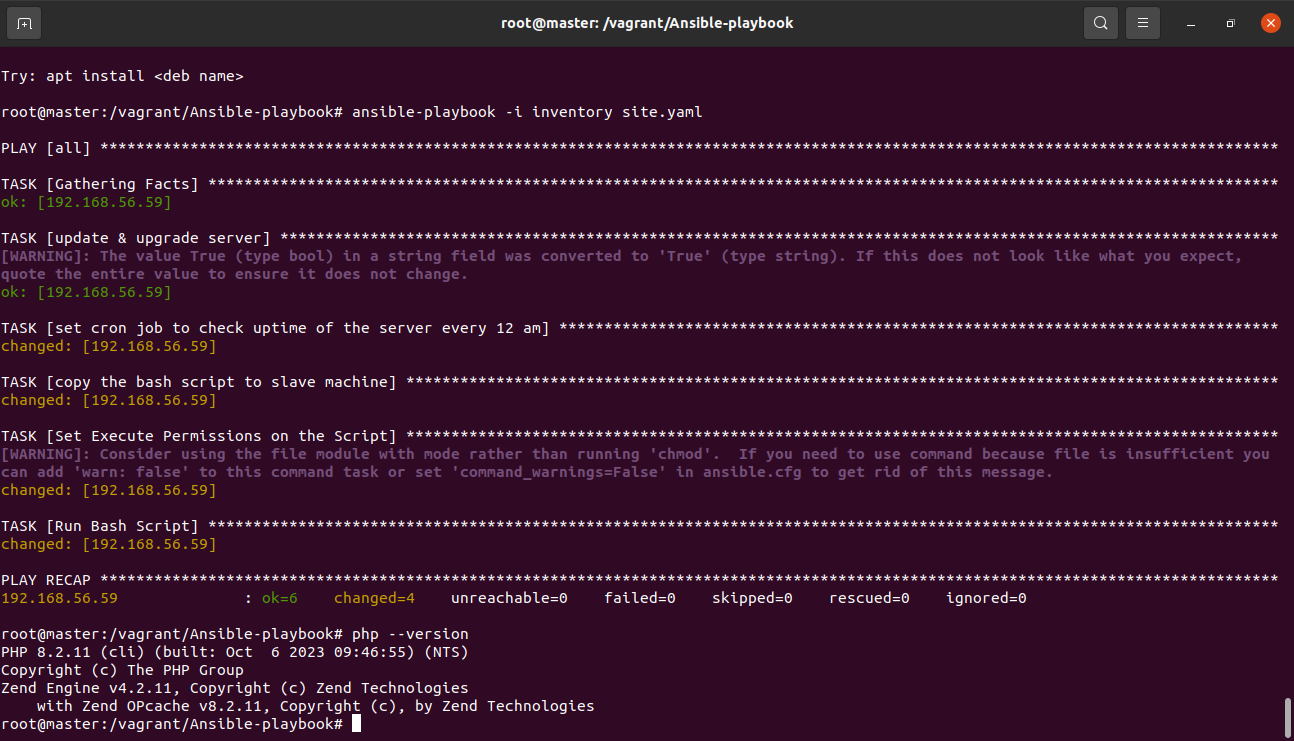 root@master: /vagrant/Ansible-playbook
Try: apt install <deb name>
root@master:/vagrant/Ansible-playbook# ansible-playbook -i inventory site.yaml
PLAY [all] ***********************************************************************************************************************************
TASK [Gathering Facts] ***********************************************************************************************************************
ok: [192.168.56.59]
TASK [update & upgrade server] ***************************************************************************************************************
[WARNING]: The value True (type bool) in a string field was converted to 'True' (type string). If this does not look like what you expect,
quote the entire value to ensure it does not change.
ok: [192.168.56.59]
TASK [set cron job to check uptime of the server every 12 am] ********************************************************************************
changed: [192.168.56.59]
TASK [copy the bash script to slave machine] *************************************************************************************************
changed: [192.168.56.59]
TASK [Set Execute Permissions on the Script] *************************************************************************************************
[WARNING]: Consider using the file module with mode rather than running 'chmod'.  If you need to use command because file is insufficient you
can add 'warn: false' to this command task or set 'command_warnings=False' in ansible.cfg to get rid of this message.
changed: [192.168.56.59]
TASK [Run Bash Script] ***********************************************************************************************************************
changed: [192.168.56.59]
PLAY RECAP ***********************************************************************************************************************************
192.168.56.59              : ok=6    changed=4    unreachable=0    failed=0    skipped=0    rescued=0    ignored=0
root@master:/vagrant/Ansible-playbook# php --version
PHP 8.2.11 (cli) (built: Oct  6 2023 09:46:55) (NTS)
Copyright (c) The PHP Group
Zend Engine v4.2.11, Copyright (c) Zend Technologies
    with Zend OPcache v8.2.11, Copyright (c), by Zend Technologies
root@master:/vagrant/Ansible-playbook#